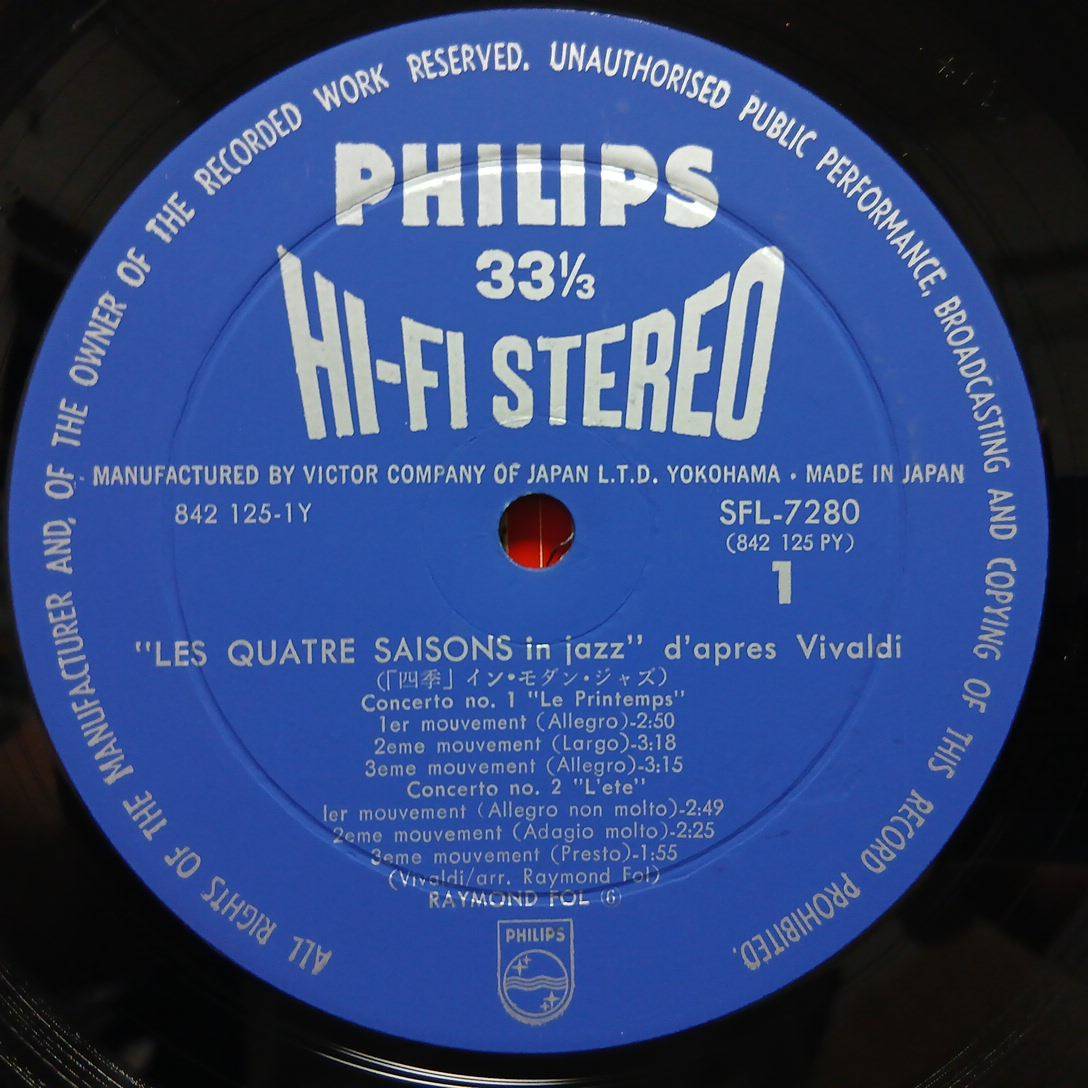 ALL RIGHTS OF THE MANUFACTURER AND, OF THE OWNER OF THE RECORDED WORK RESERVED. UNAUTHORISED PUBLIC PERFORMANCE, BROADCASTING AND COPYING OF THIS RECORD PROHIBITED.
PHILIPS
33⅓
HI-FI STEREO
MANUFACTURED BY VICTOR COMPANY OF JAPAN L.T.D. YOKOHAMA • MADE IN JAPAN
842 125-1Y
SFL-7280
(842 125 PY)
1
"LES QUATRE SAISONS in jazz" d'apres Vivaldi
(「四季」イン•モダン・ジャズ)
Concerto no. 1 "Le Printemps"
1er mouvement (Allegro)-2:50
2eme mouvement (Largo)-3:18
3eme mouvement (Allegro)-3:15
Concerto no. 2 "L'ete"
1er mouvement (Allegro non molto)-2:49
2eme mouvement (Adagio molto)-2:25
3eme mouvement (Presto)-1:55
(Vivaldi/arr. Raymond Fol)
RAYMOND FOL ⑥
PHILIPS